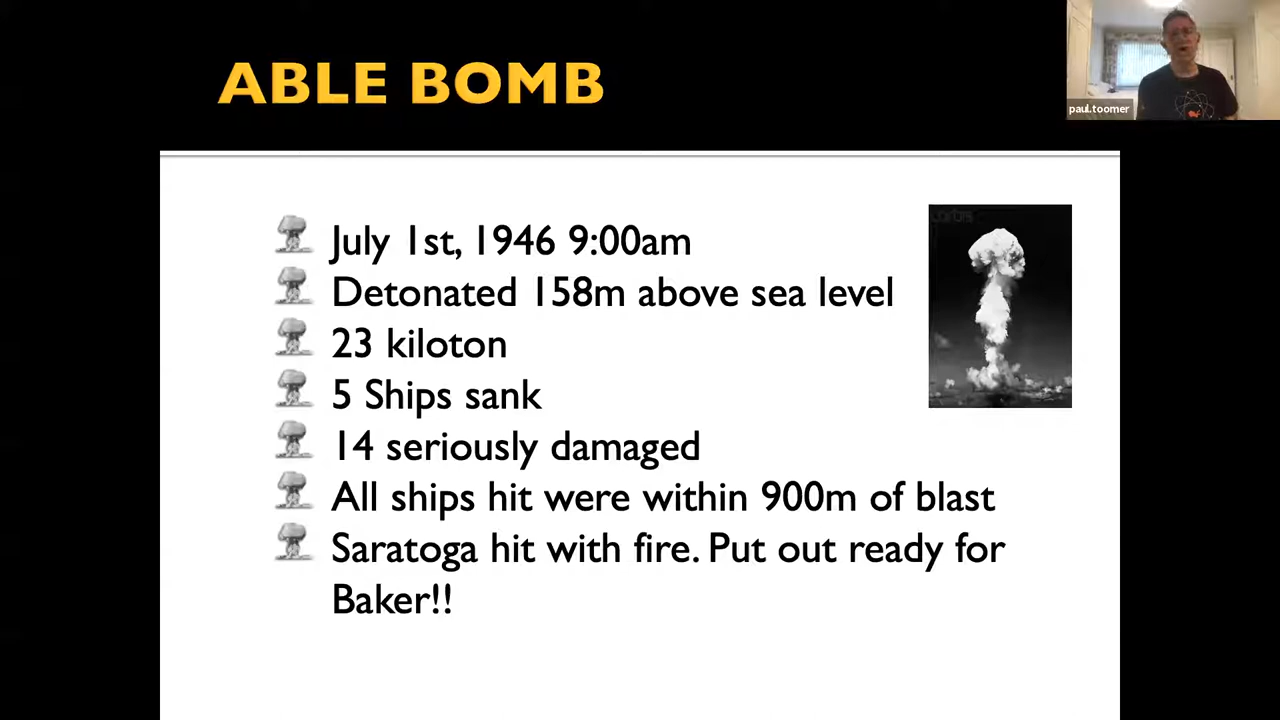 ABLE BOMB
paul.toomer
July 1st, 1946 9:00am
Detonated 158m above sea level
23 kiloton
5 Ships sank
14 seriously damaged
All ships hit were within 900m of blast
Saratoga hit with fire. Put out ready for
Baker!!